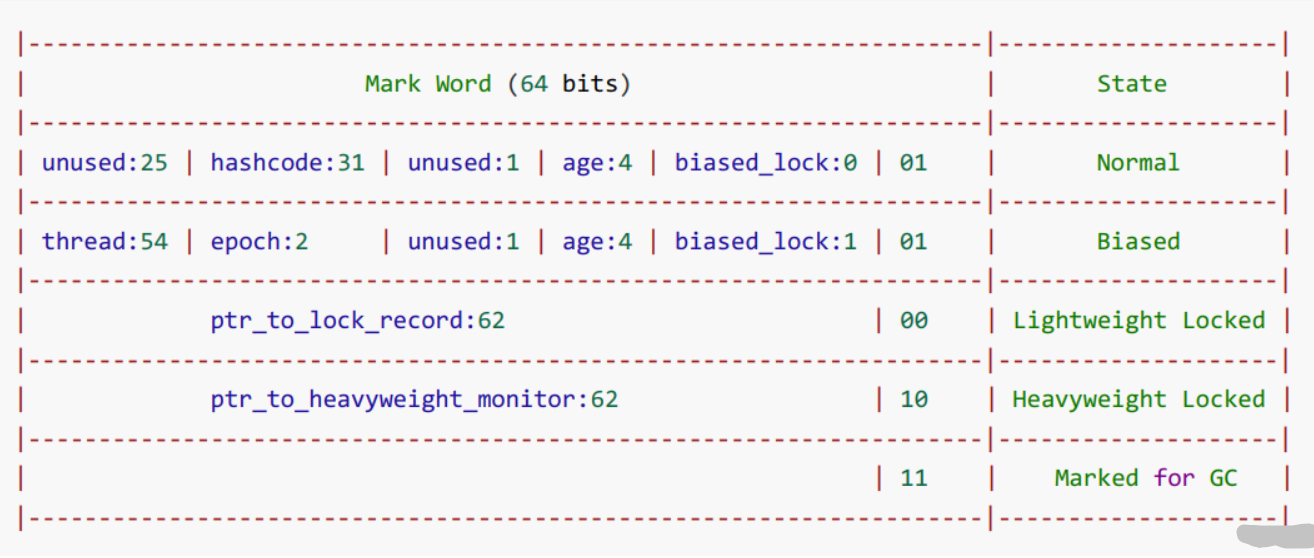 |--------------------------------------------------------------------|--------------------|
| Mark Word (64 bits) | State |
|--------------------------------------------------------------------|--------------------|
| unused:25 | hashcode:31 | unused:1 | age:4 | biased_lock:0 | 01 | Normal |
|--------------------------------------------------------------------|--------------------|
| thread:54 | epoch:2 | unused:1 | age:4 | biased_lock:1 | 01 | Biased |
|--------------------------------------------------------------------|--------------------|
| ptr_to_lock_record:62 | 00 | Lightweight Locked |
|--------------------------------------------------------------------|--------------------|
| ptr_to_heavyweight_monitor:62 | 10 | Heavyweight Locked |
|--------------------------------------------------------------------|--------------------|
| | 11 | Marked for GC |
|--------------------------------------------------------------------|--------------------|